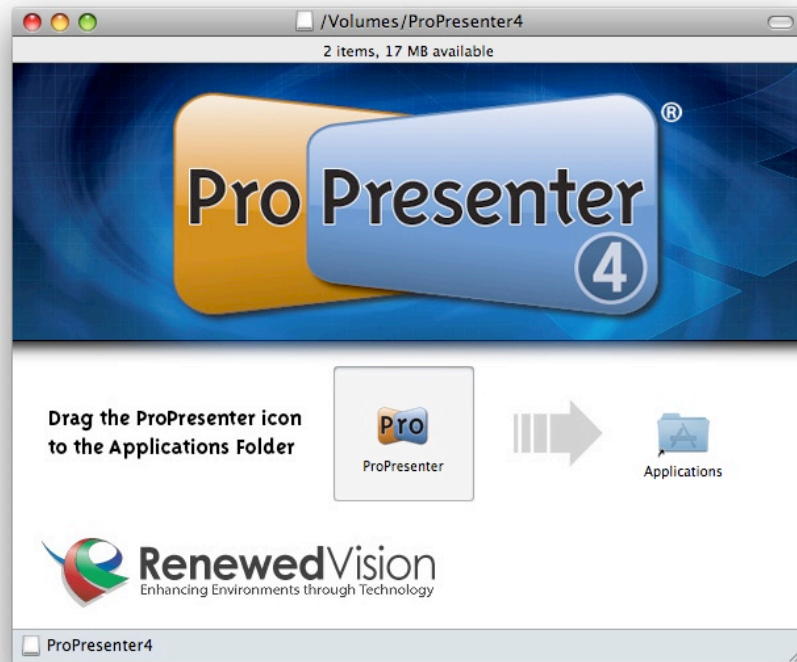 /Volumes/ProPresenter4
2 items, 17 MB available
Pro Presenter ®
4
Drag the ProPresenter icon
to the Applications Folder
Pro
ProPresenter
Applications
RenewedVision
Enhancing Environments through Technology
ProPresenter4